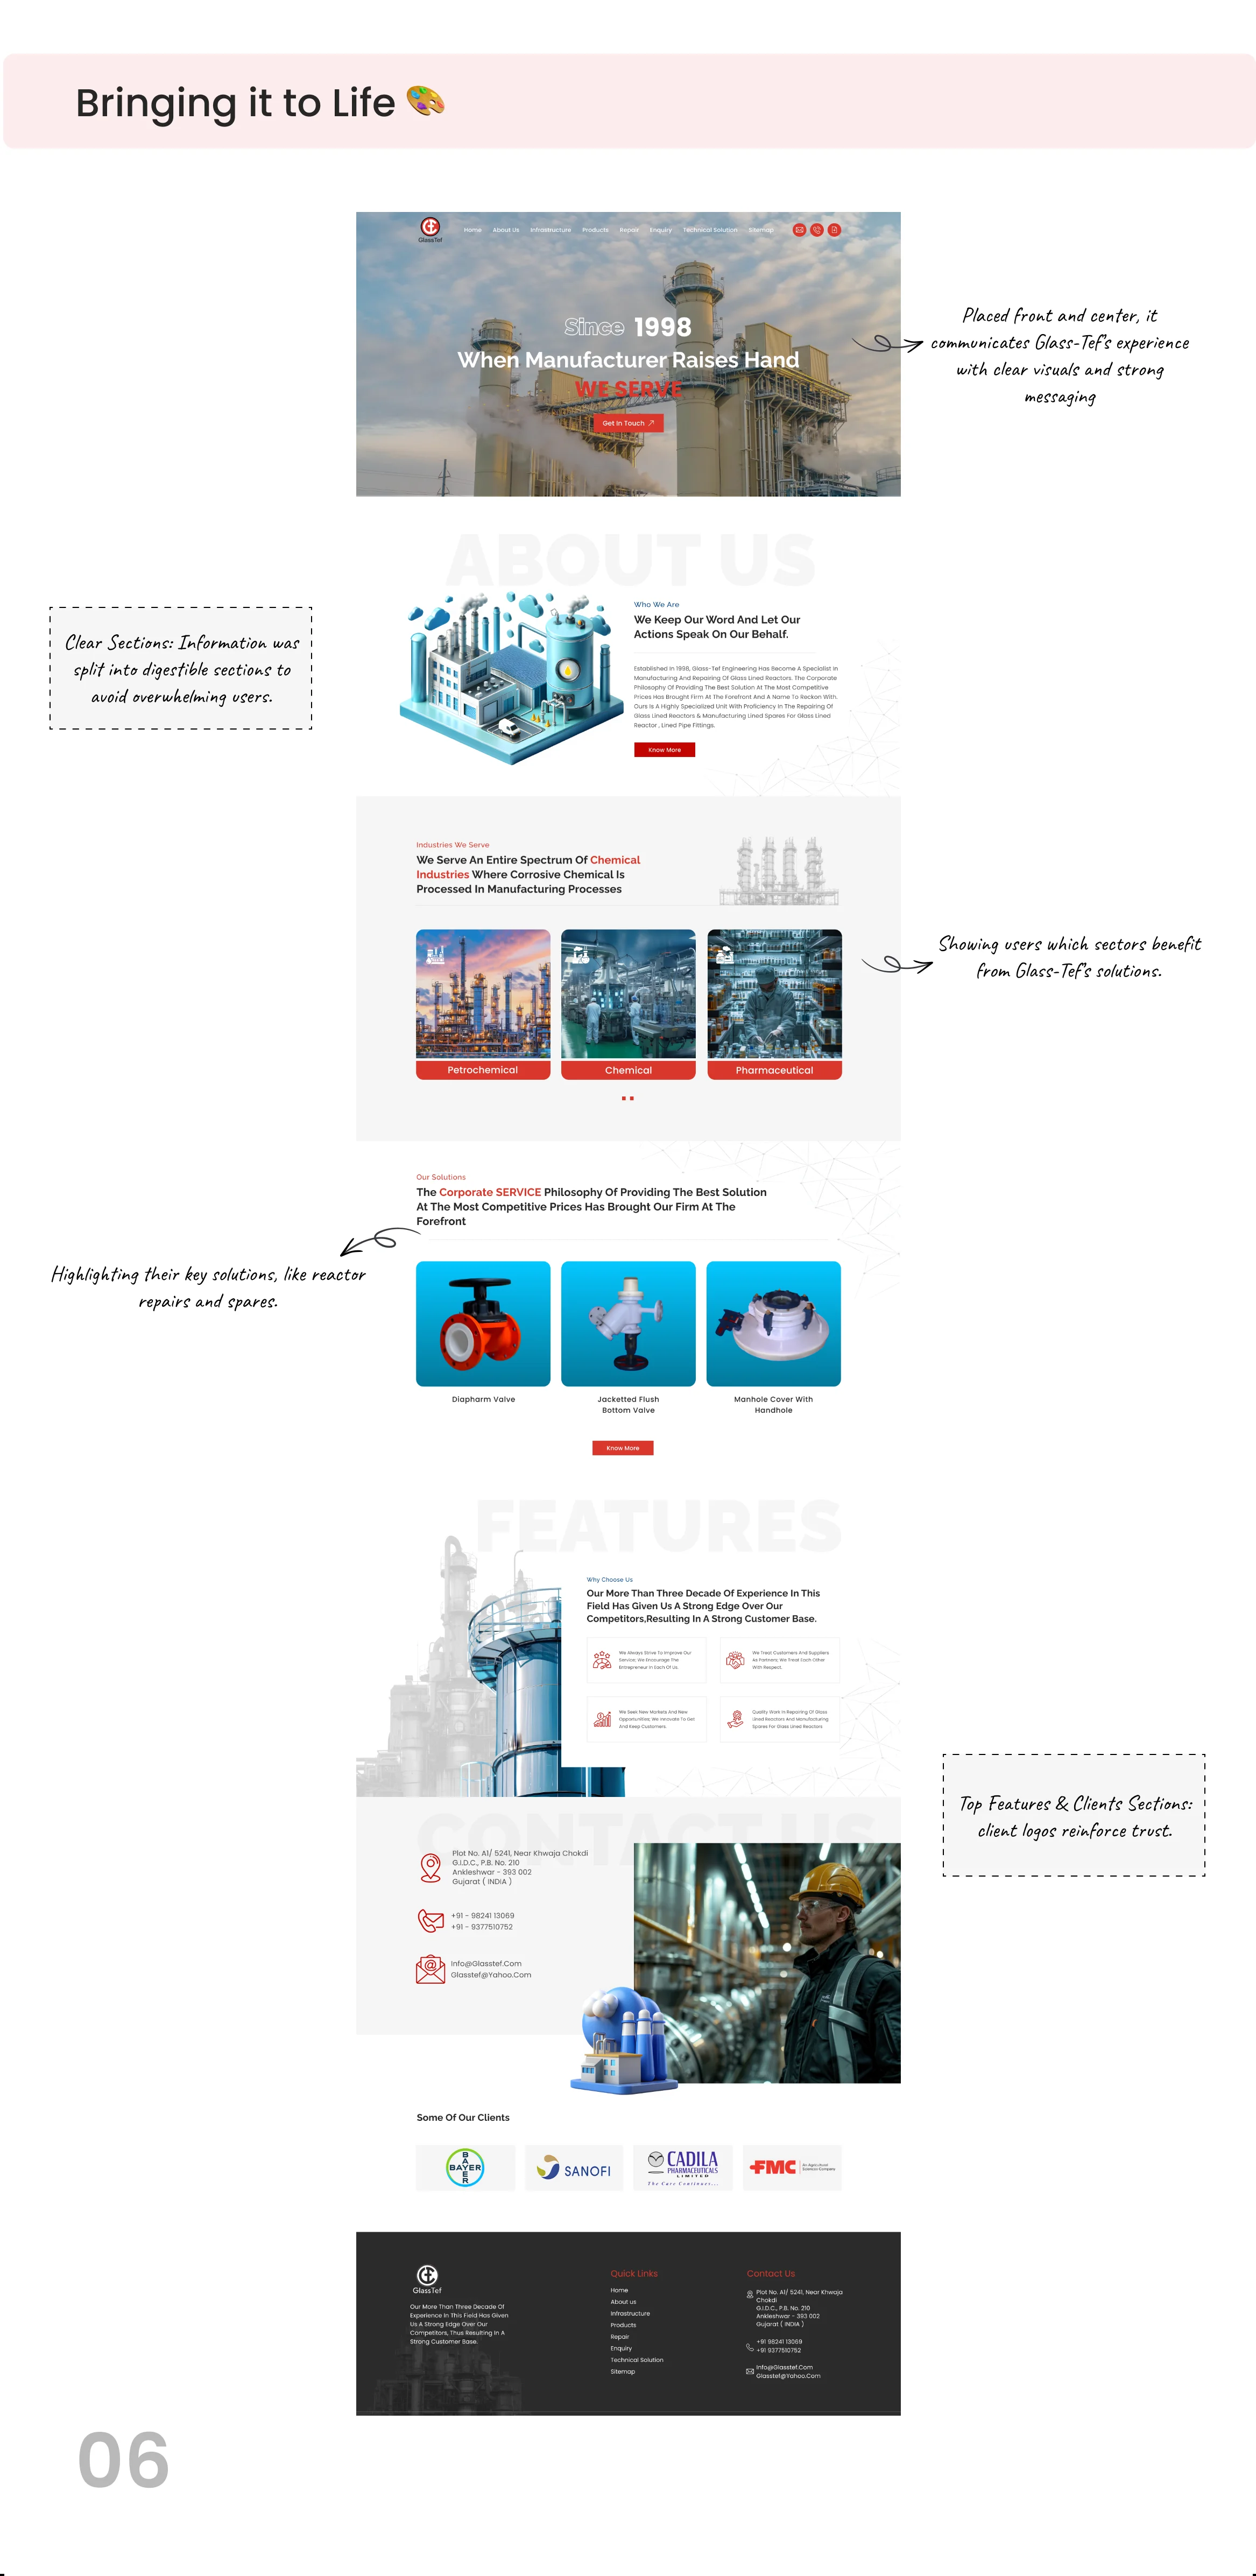 Bringing it to Life
GlassTef
Home About Us Infrastructure Products Repair Enquiry Technical Solution Sitemap
Since 1998
When Manufacturer Raises Hand
WE SERVE
Get In Touch
Placed front and center, it
communicates Glass-Tef's experience
with clear visuals and strong
messaging
ABOUT US
Clear Sections: Information was
split into digestible sections to
avoid overwhelming users.
Who We Are
We Keep Our Word And Let Our
Actions Speak On Our Behalf.
Established In 1998, Glass-Tef Engineering Has Become A Specialist In
Manufacturing And Repairing Of Glass Lined Reactors. The Corporate
Philosophy Of Providing The Best Solution At The Most Competitive
Prices Has Brought Firm At The Forefront And A Name To Reckon With.
Ours Is A Highly Specialized Unit With Proficiency In The Repairing Of
Glass Lined Reactors & Manufacturing Lined Spares For Glass Lined
Reactor , Lined Pipe Fittings.
Know More
Industries We Serve
We Serve An Entire Spectrum Of Chemical
Industries Where Corrosive Chemical Is
Processed In Manufacturing Processes
Petrochemical
Chemical
Pharmaceutical
Showing users which sectors benefit
from Glass-Tef's solutions.
Our Solutions
The Corporate SERVICE Philosophy Of Providing The Best Solution
At The Most Competitive Prices Has Brought Our Firm At The
Forefront
Highlighting their key solutions, like reactor
repairs and spares.
Diapharm Valve
Jacketted Flush
Bottom Valve
Manhole Cover With
Handhole
Know More
FEATURES
Why Choose Us
Our More Than Three Decade Of Experience In This
Field Has Given Us A Strong Edge Over Our
Competitors,Resulting In A Strong Customer Base.
We Always Strive To Improve Our
Service; We Encourage The
Entrepreneur In Each Of Us.
We Treat Customers And Suppliers
As Partners; We Treat Each Other
With Respect.
We Seek New Markets And New
Opportunities; We Innovate To Get
And Keep Customers.
Quality Work In Repairing Of Glass
Lined Reactors And Manufacturing
Spares For Glass Lined Reactors
Top Features & Clients Sections:
client logos reinforce trust.
CONTACT US
Plot No. A1/ 5241, Near Khwaja Chokdi
G.I.D.C., P.B. No. 210
Ankleshwar - 393 002
Gujarat ( INDIA )
+91 - 98241 13069
+91 - 9377510752
Info@Glasstef.Com
Glasstef@Yahoo.Com
Some Of Our Clients
BAYER
BAYER
SANOFI
CADILA
PHARMACEUTICALS
LIMITED
The Care Continues...
FMC
An Agricultural
Sciences Company
GlassTef
Our More Than Three Decade Of
Experience In This Field Has Given
Us A Strong Edge Over Our
Competitors, Thus Resulting In A
Strong Customer Base.
Quick Links
Home
About us
Infrastructure
Products
Repair
Enquiry
Technical Solution
Sitemap
Contact Us
Plot No. A1/ 5241, Near Khwaja
Chokdi
G.I.D.C., P.B. No. 210
Ankleshwar - 393 002
Gujarat ( INDIA )
+91 98241 13069
+91 9377510752
Info@Glasstef.Com
Glasstef@Yahoo.Com
06